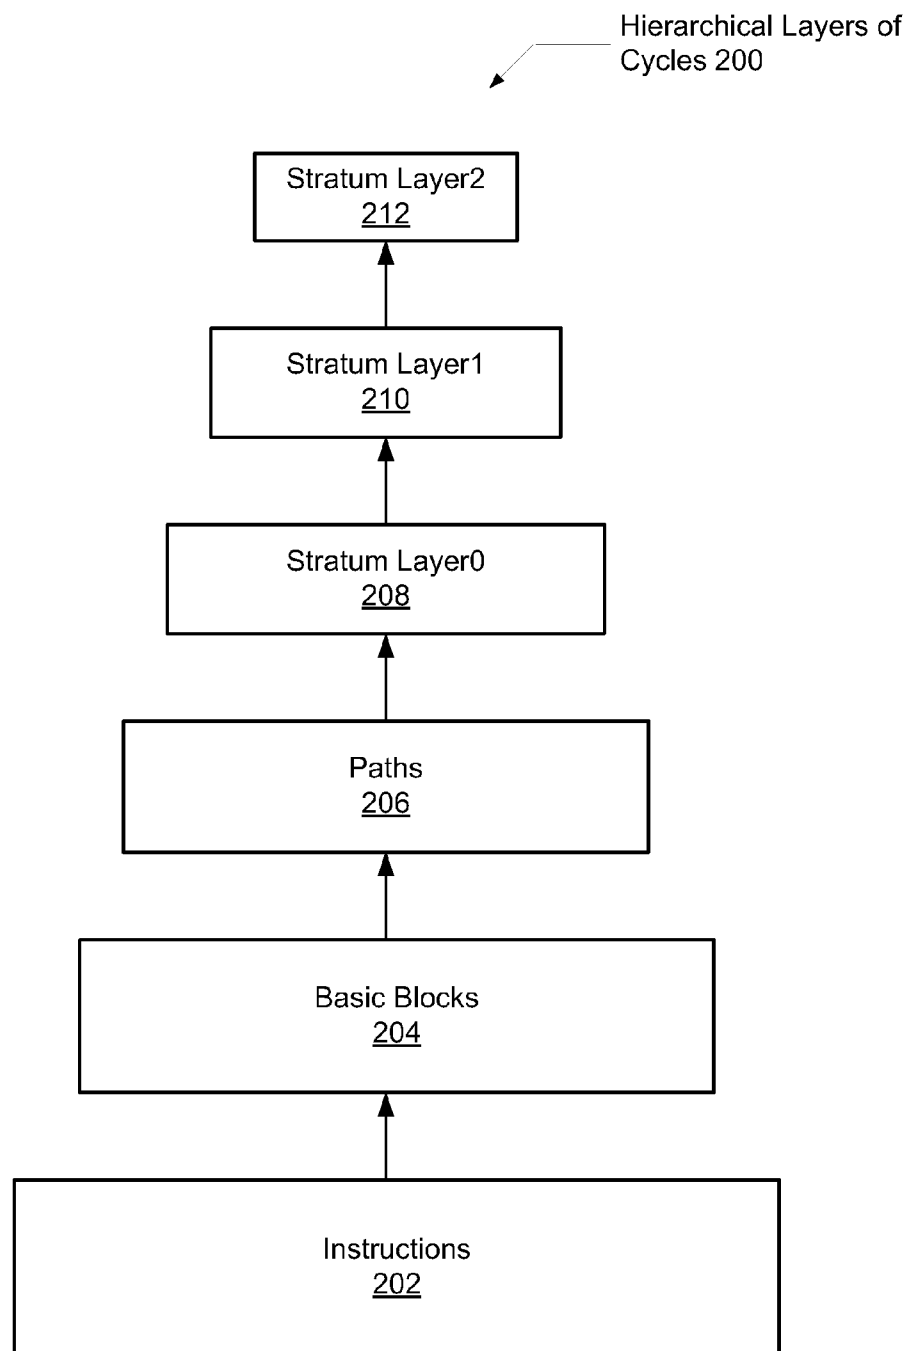 Hierarchical Layers of
Cycles 200
Stratum Layer2
212
Stratum Layer1
210
Stratum Layer0
208
Paths
206
Basic Blocks
204
Instructions
202